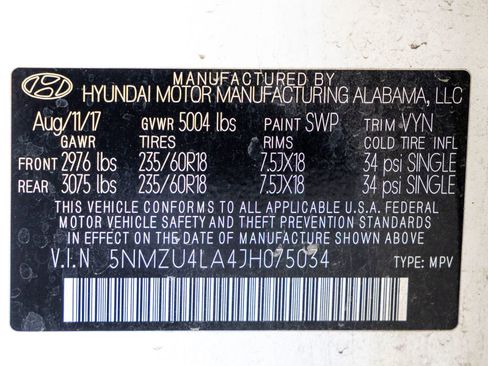 MANUFACTURED BY
HYUNDAI MOTOR MANUFACTURING ALABAMA, LLC
Aug/11/17 GVWR 5004 lbs PAINT SWP TRIM VYN
GAWR TIRES RIMS COLD TIRE INFL
FRONT 2976 lbs 235/60R18 7.5JX18 34 psi SINGLE
REAR 3075 lbs 235/60R18 7.5JX18 34 psi SINGLE
THIS VEHICLE CONFORMS TO ALL APPLICABLE U.S.A. FEDERAL
MOTOR VEHICLE SAFETY AND THEFT PREVENTION STANDARDS
IN EFFECT ON THE DATE OF MANUFACTURE SHOWN ABOVE
V.I.N 5NMZU4LA4JH075034 TYPE: MPV